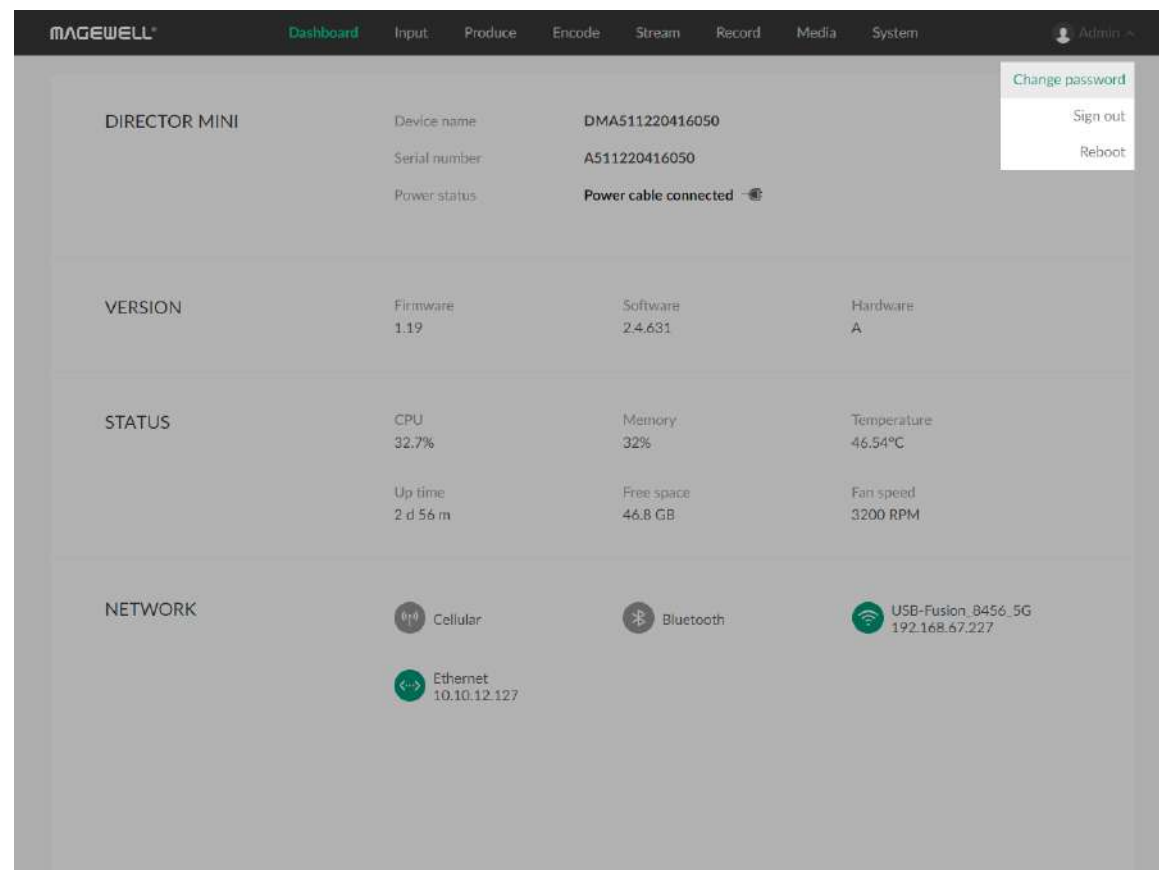 MAGEWELL®
Dashboard Input Produce Encode Stream Record Media System Admin
Change password
Sign out
Reboot
DIRECTOR MINI
Device name DMA511220416050
Serial number A511220416050
Power status Power cable connected
VERSION
Firmware Software Hardware
1.19 2.4.631 A
STATUS
CPU Memory Temperature
32.7% 32% 46.54°C
Up time Free space Fan speed
2 d 56 m 46.8 GB 3200 RPM
NETWORK
Cellular
Bluetooth
USB-Fusion_8456_5G
192.168.67.227
Ethernet
10.10.12.127